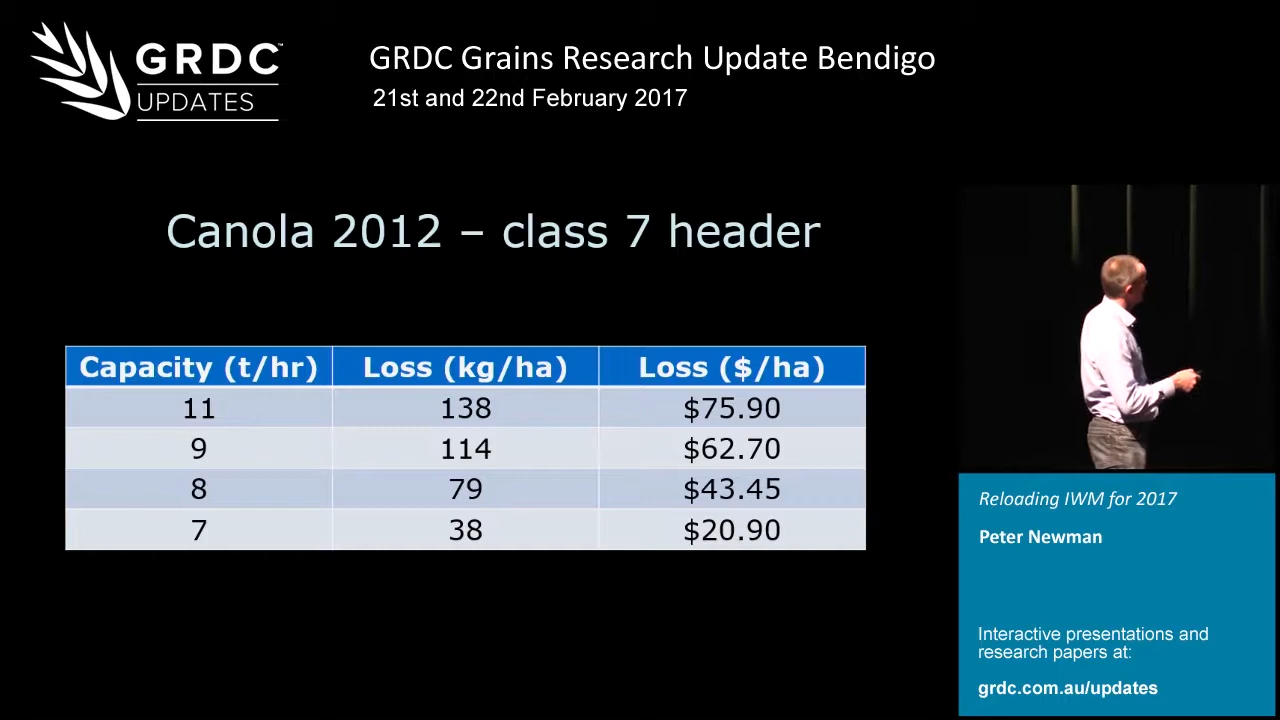 GRDC™
UPDATES
GRDC Grains Research Update Bendigo
21st and 22nd February 2017
Canola 2012 – class 7 header
Capacity (t/hr) Loss (kg/ha) Loss ($/ha)
11 138 $75.90
9 114 $62.70
8 79 $43.45
7 38 $20.90
Reloading IWM for 2017
Peter Newman
Interactive presentations and
research papers at:
grdc.com.au/updates